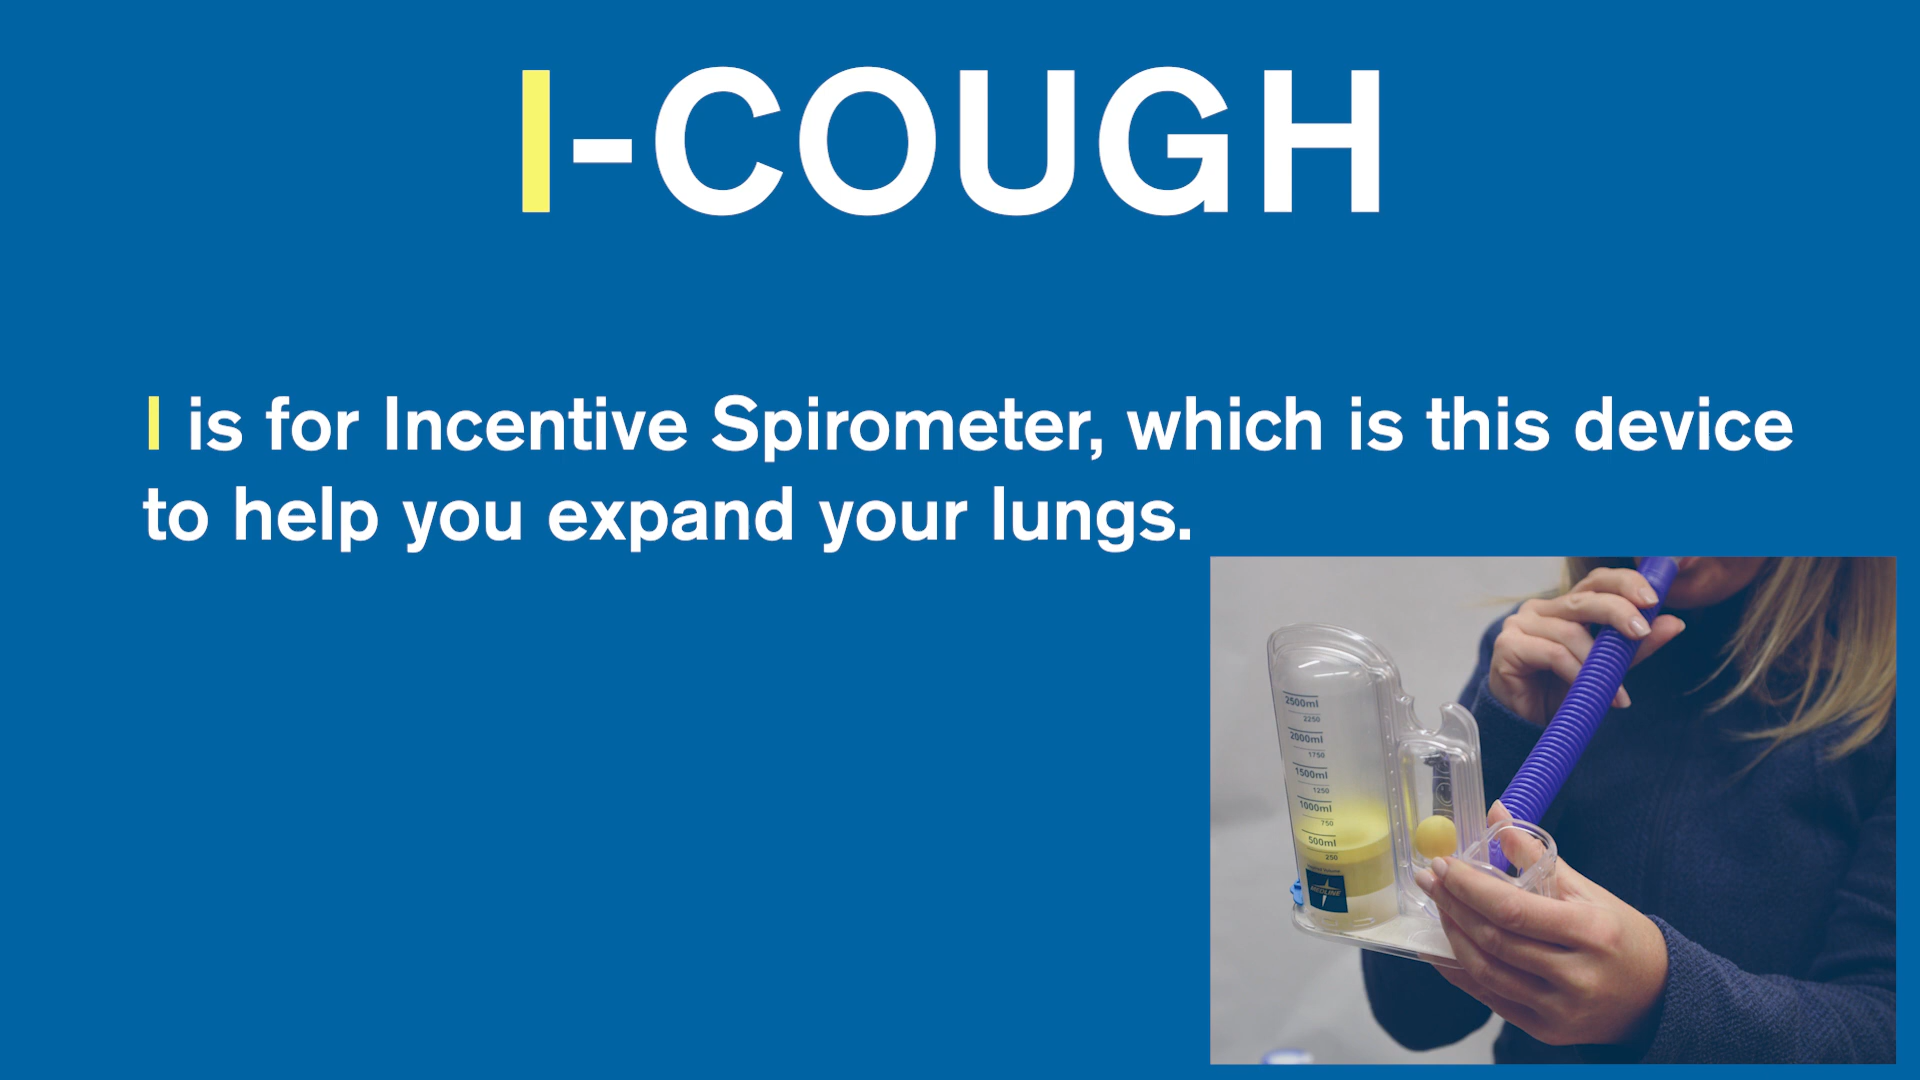 I-COUGH
I is for Incentive Spirometer, which is this device
to help you expand your lungs.
2500ml
2250
2000ml
1750
1500ml
1250
1000ml
750
500ml
250
MEDLINE